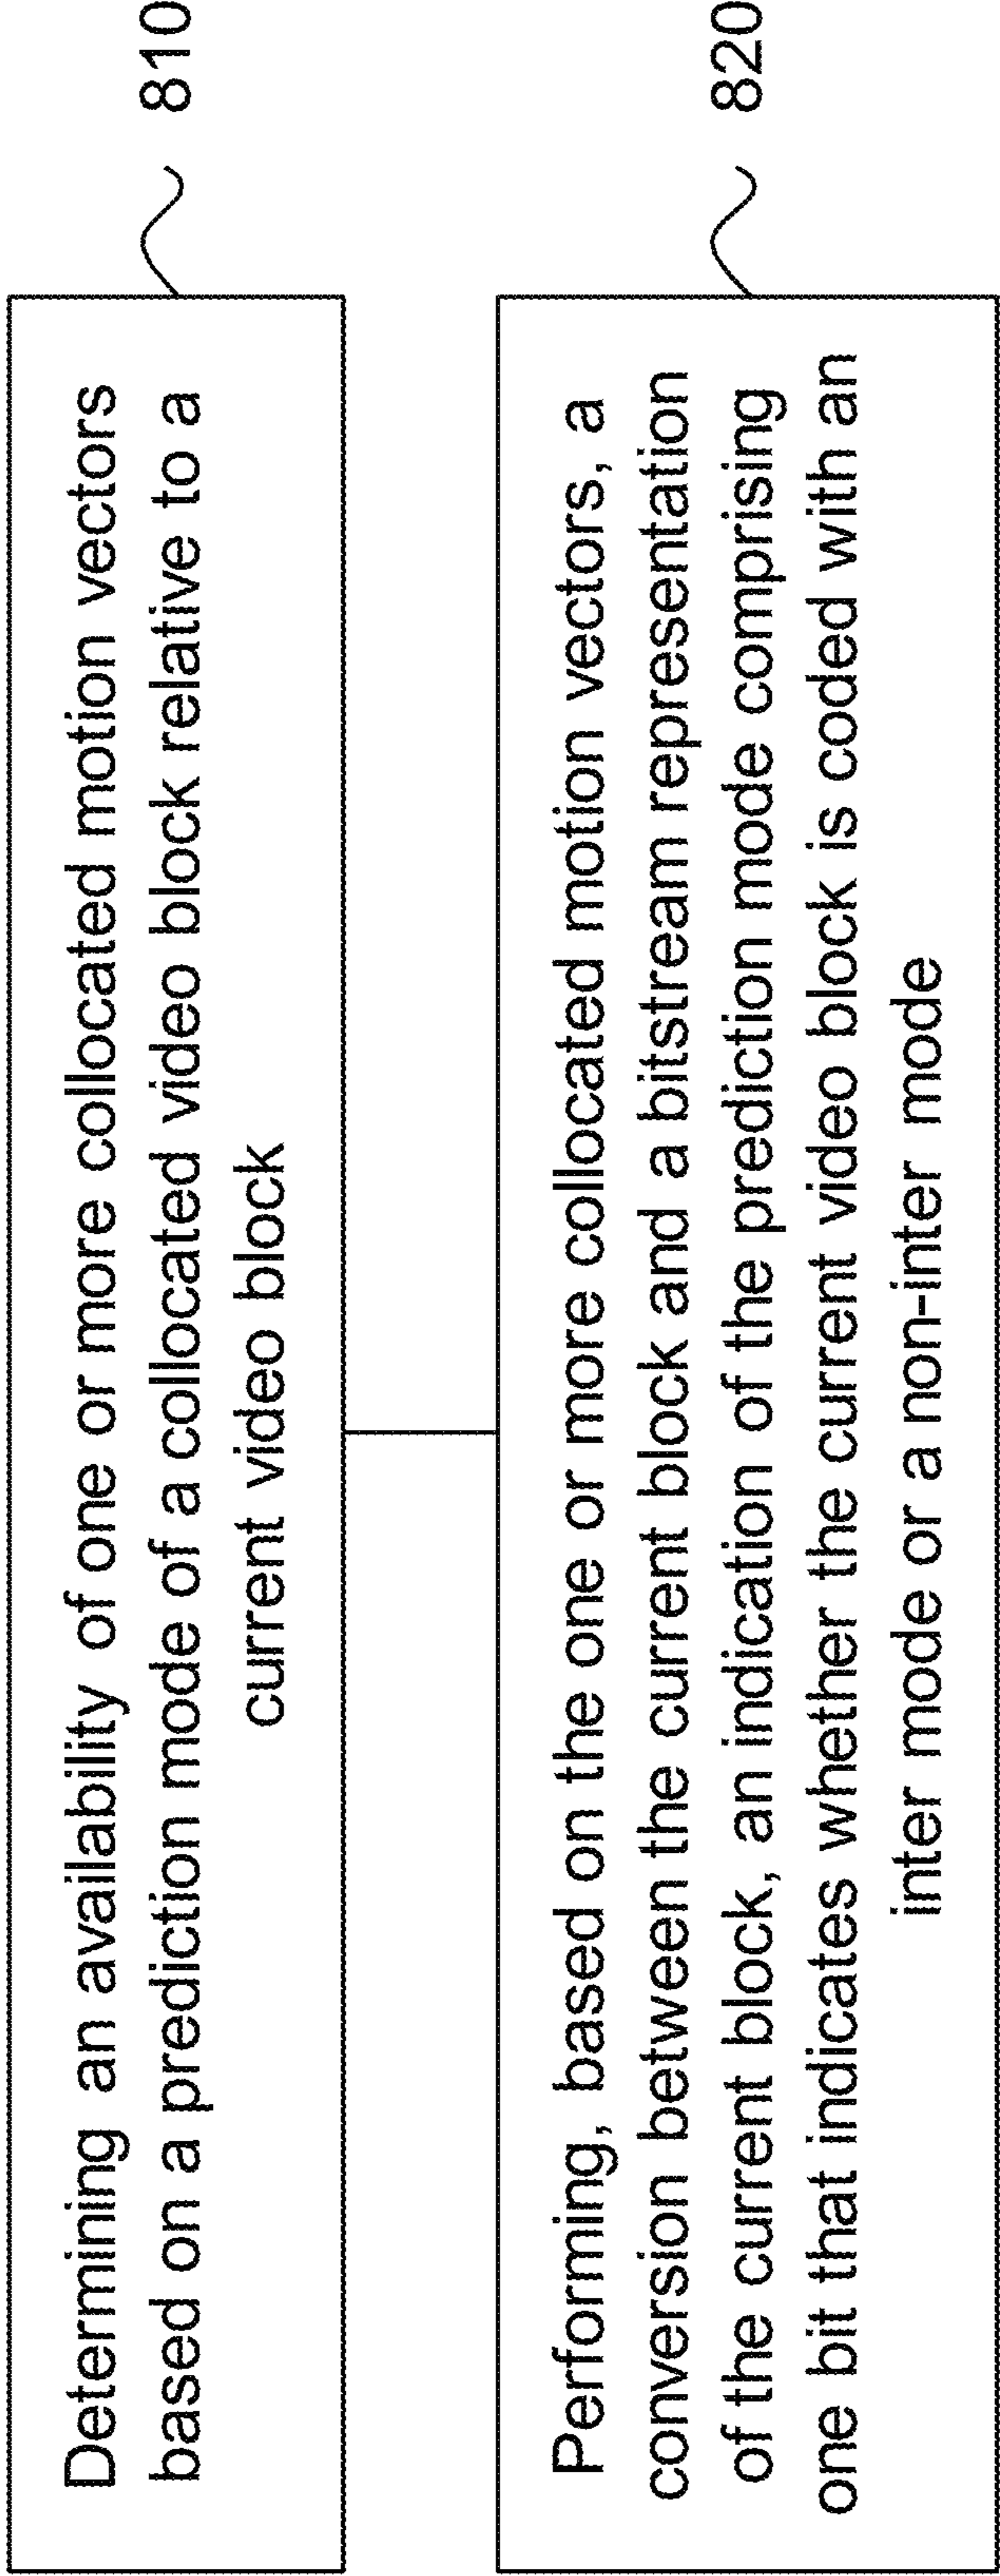 Determining an availability of one or more collocated motion vectors
based on a prediction mode of a collocated video block relative to a
current video block
810
Performing, based on the one or more collocated motion vectors, a
conversion between the current block and a bitstream representation
of the current block, an indication of the prediction mode comprising
one bit that indicates whether the current video block is coded with an
inter mode or a non-inter mode
820